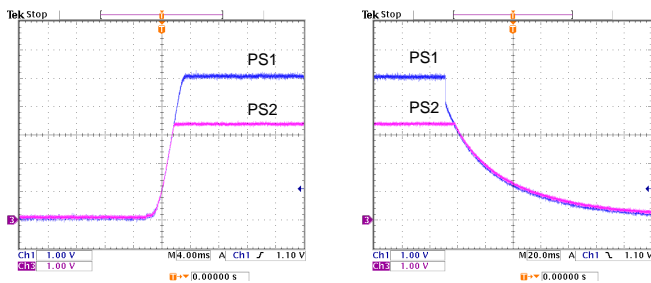 Tek Stop
T
T
PS1
PS2
3
Ch1 1.00 V M 4.00ms A Ch1 1.10 V
Ch3 1.00 V
T 0.00000 s
Tek Stop
T
T
PS1
PS2
3
Ch1 1.00 V M 20.0ms A Ch1 1.10 V
Ch3 1.00 V
T 0.00000 s